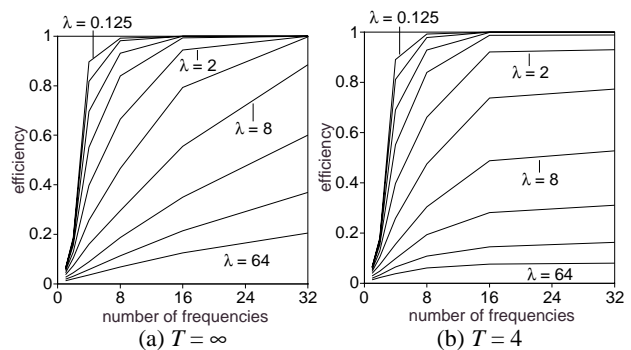 λ = 0.125
1
0.8
0.6
0.4
0.2
0
efficiency
λ = 2
λ = 8
λ = 64
0 8 16 24 32
number of frequencies
(a) T = ∞
λ = 0.125
1
0.8
0.6
0.4
0.2
0
efficiency
λ = 2
λ = 8
λ = 64
0 8 16 24 32
number of frequencies
(b) T = 4